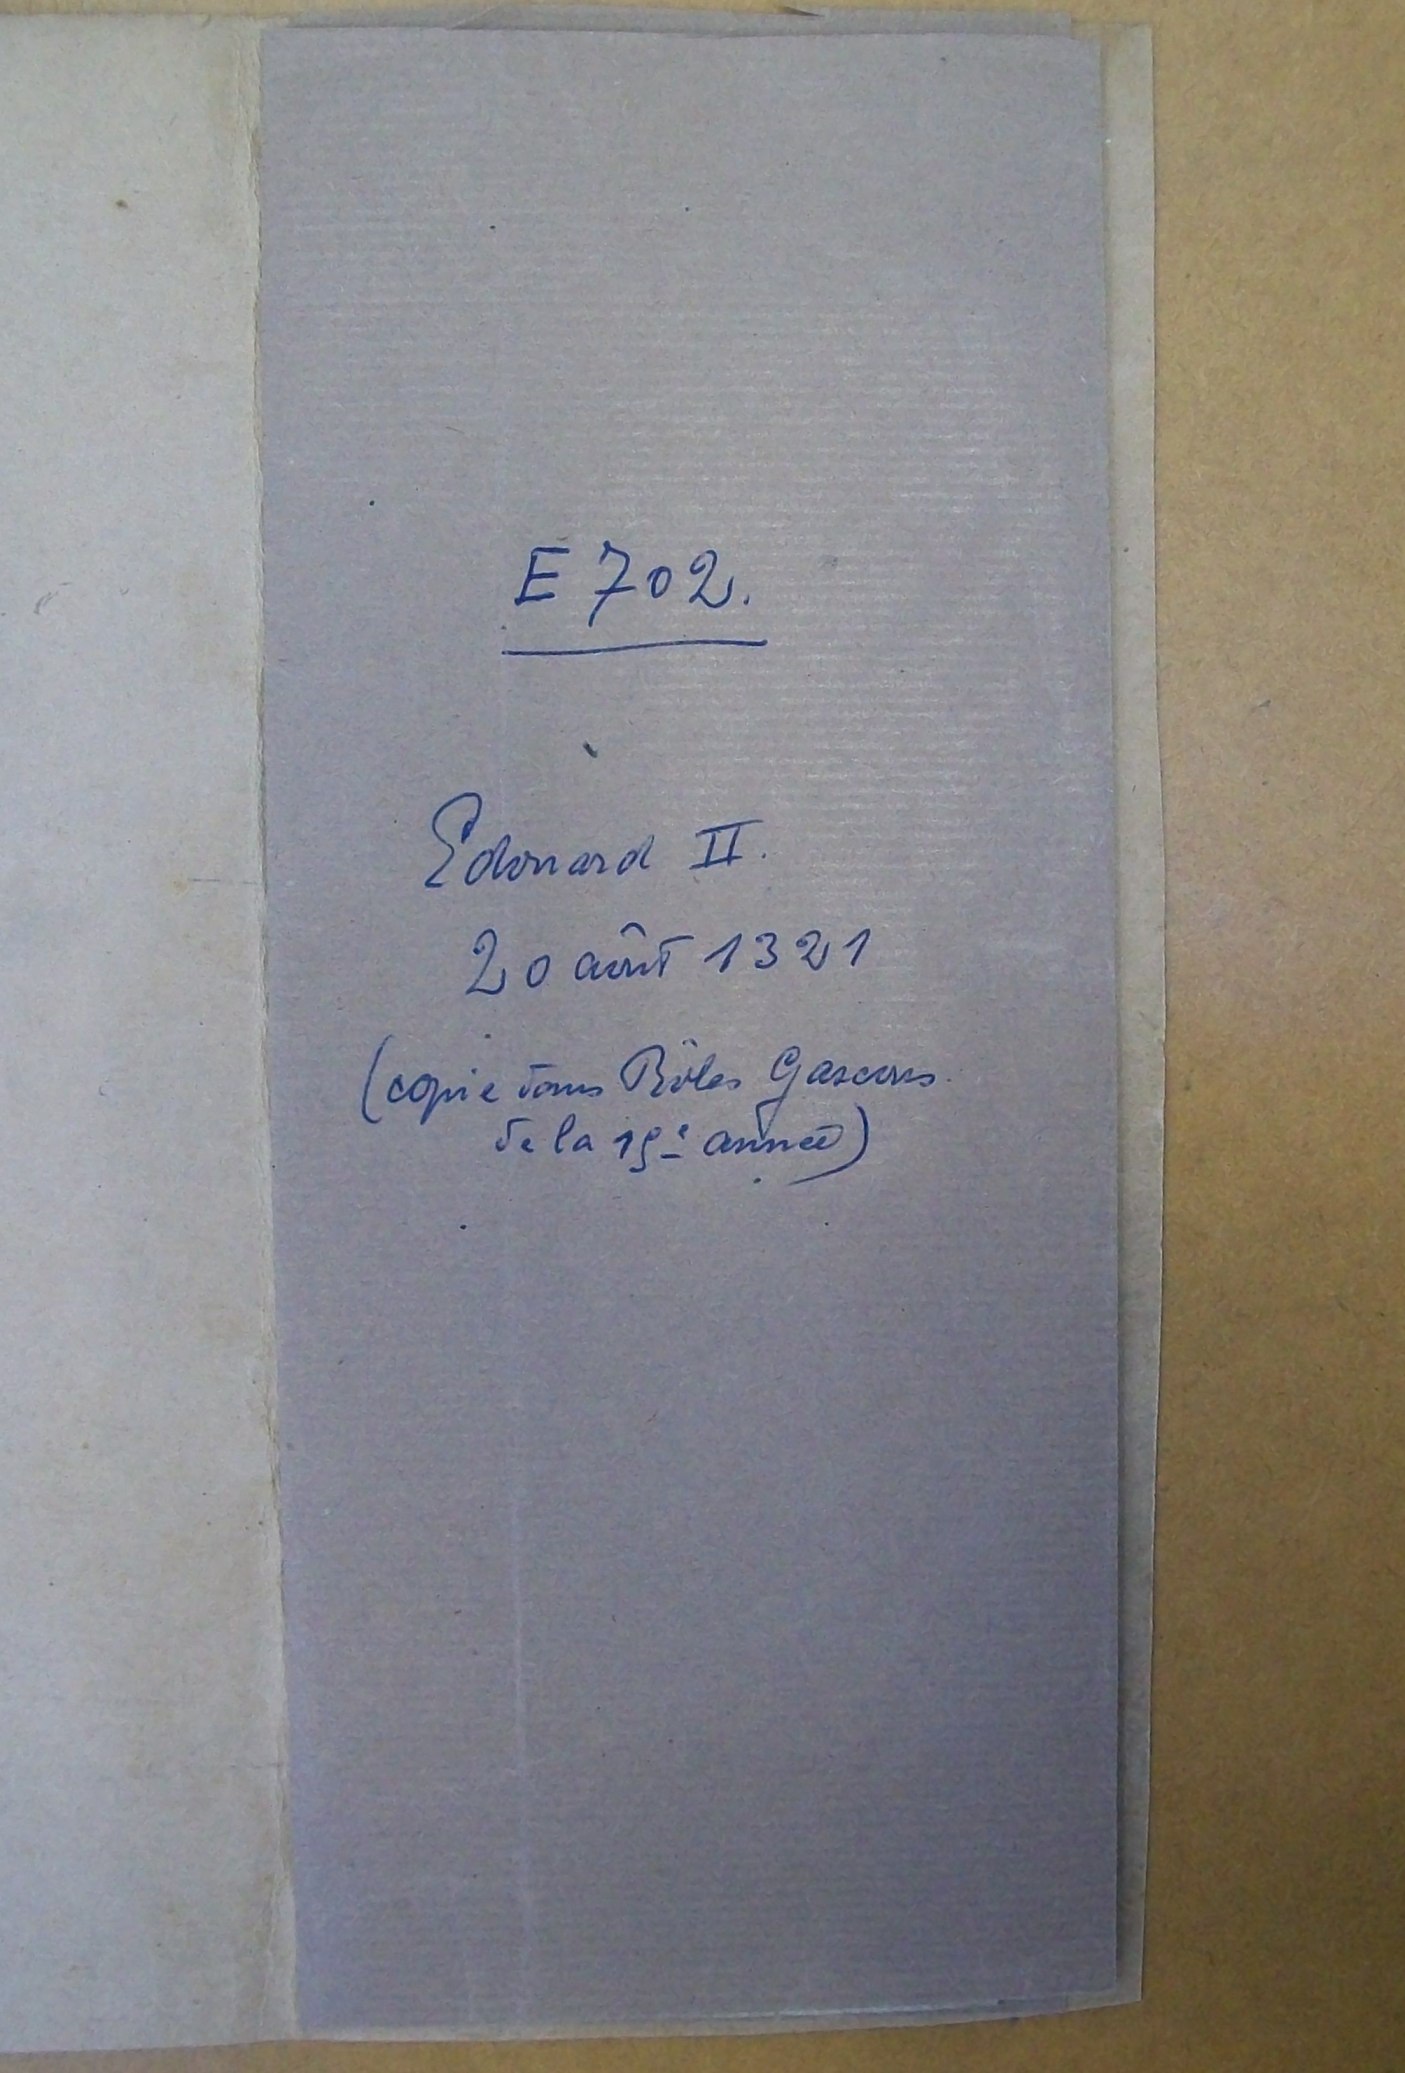 E 702.
Edouard II.
20 août 1321
(copie dans Rôles Gascons
de la 15e année)